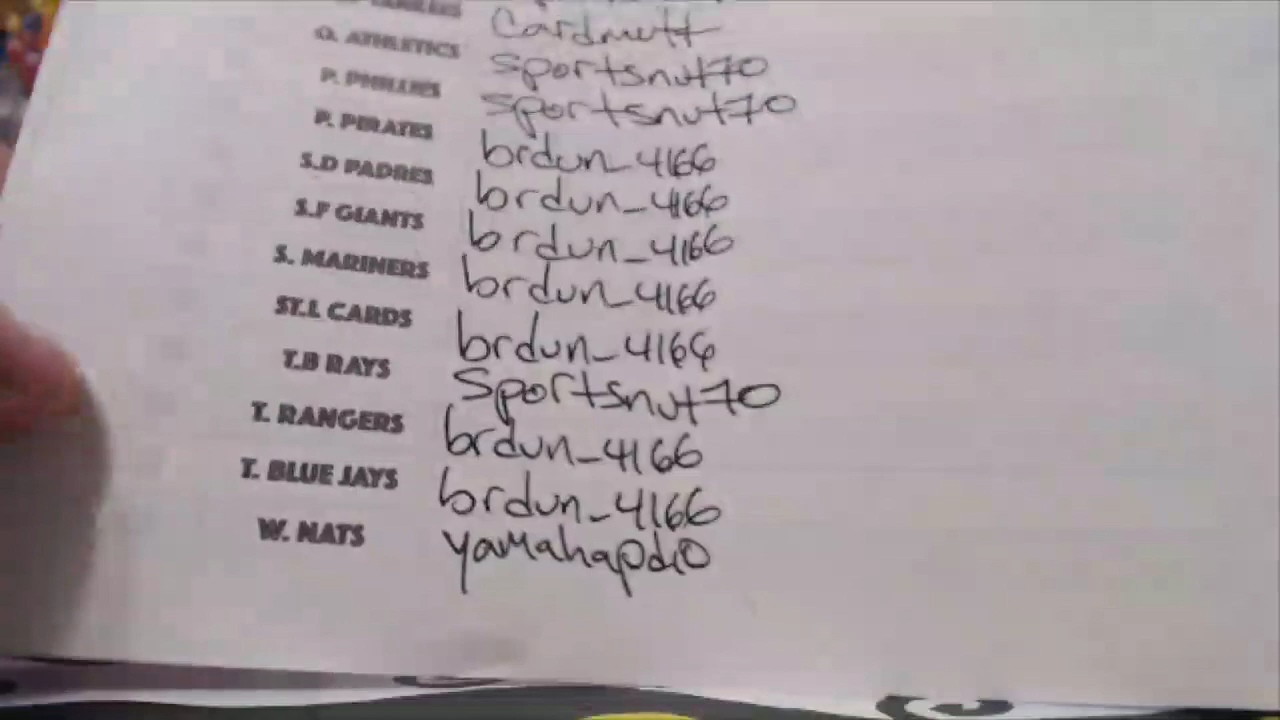 Cardmutt
O. ATHLETICS sportsnut70
P. PHILLIES sportsnut70
P. PIRATES brdun_4166
S.D PADRES brdun_4166
S.F GIANTS brdun_4166
S. MARINERS brdun_4166
ST.L CARDS brdun_4166
T.B RAYS Sportsnut70
T. RANGERS brdun_4166
T. BLUE JAYS brdun_4166
W. NATS